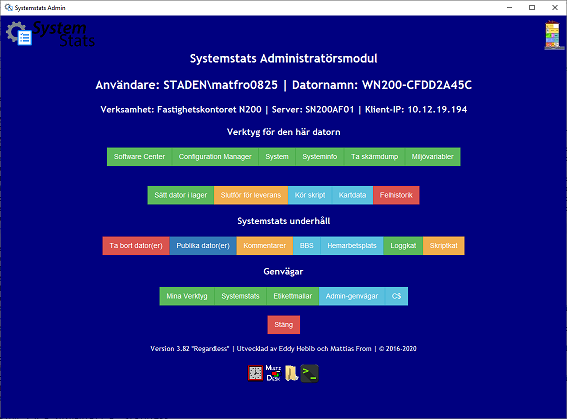 Systemstats Admin
System
Stats
Systemstats Administratörsmodul
Användare: STADEN\matfro0825 | Datornamn: WN200-CFDD2A45C
Verksamhet: Fastighetskontoret N200 | Server: SN200AF01 | Klient-IP: 10.12.19.194
Verktyg för den här datorn
Software Center Configuration Manager System Systeminfo Ta skärmdump Miljövariabler
Sätt dator i lager Slutför för leverans Kör skript Kartdata Felhistorik
Systemstats underhåll
Ta bort dator(er) Publika dator(er) Kommentarer BBS Hemarbetsplats Loggkat Skriptkat
Genvägar
Mina Verktyg Systemstats Etikettmallar Admin-genvägar C$
Stäng
Version 3.82 "Regardless" | Utvecklad av Eddy Hebib och Mattias From | © 2016-2020
Desk